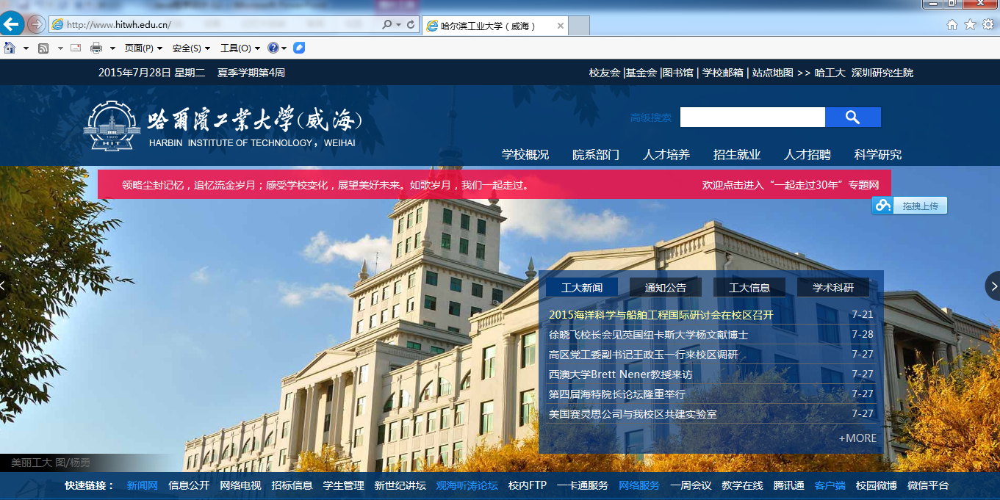 http://www.hitwh.edu.cn/
哈尔滨工业大学（威海）
页面(P) 安全(S) 工具(O)
2015年7月28日 星期二 夏季学期第4周
校友会 |基金会 |图书馆 | 学校邮箱 | 站点地图 >> 哈工大 深圳研究生院
哈爾濱工業大學(威海)
1920
HIT
HARBIN INSTITUTE OF TECHNOLOGY，WEIHAI
高级搜索
学校概况 院系部门 人才培养 招生就业 人才招聘 科学研究
领略尘封记忆，追忆流金岁月；感受学校变化，展望美好未来。如歌岁月，我们一起走过。 欢迎点击进入“一起走过30年”专题网
拖拽上传
工大新闻 通知公告 工大信息 学术科研
2015海洋科学与船舶工程国际研讨会在校区召开 7-21
徐晓飞校长会见英国纽卡斯大学杨文献博士 7-28
高区党工委副书记王政玉一行来校区调研 7-27
西澳大学Brett Nener教授来访 7-27
第四届海特院长论坛隆重举行 7-27
美国赛灵思公司与我校区共建实验室 7-27
+MORE
美丽工大 图/杨勇
快速链接： 新闻网 信息公开 网络电视 招标信息 学生管理 新世纪讲坛 观海听涛论坛 校内FTP 一卡通服务 网络服务 一周会议 教学在线 腾讯通 客户端 校园微博 微信平台